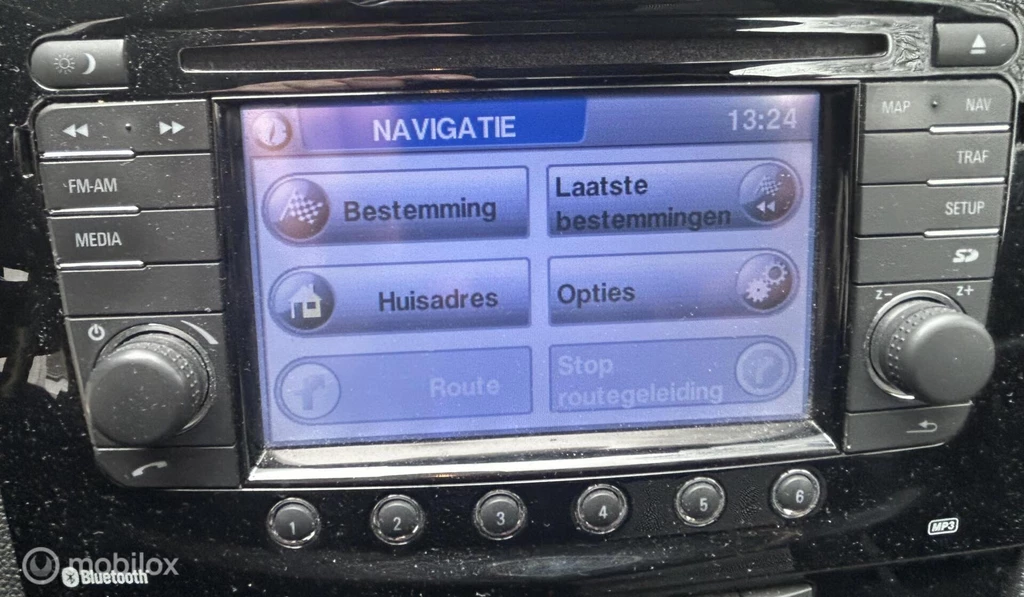 NAVIGATIE
13:24
MAP
NAV
FM-AM
TRAF
MEDIA
SETUP
Bestemming
Laatste
bestemmingen
Huisadres
Opties
Route
Stop
routegeleiding
z-
z+
1
2
3
4
5
6
MP3
mobilox
Bluetooth